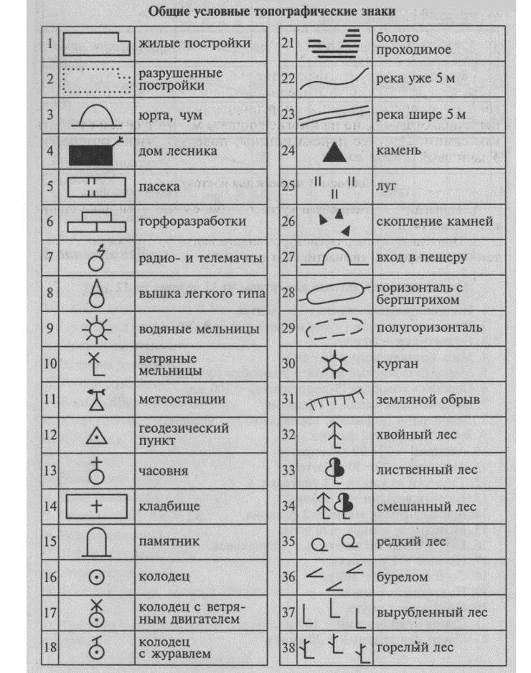 Общие условные топографические знаки
1 жилые постройки
2 разрушенные
постройки
3 юрта, чум
4 дом лесника
5 пасека
6 торфоразработки
7 радио- и телемачты
8 вышка легкого типа
9 водяные мельницы
10 ветряные
мельницы
11 метеостанции
12 геодезический
пункт
13 часовня
14 кладбище
15 памятник
16 колодец
17 колодец с ветря-
ным двигателем
18 колодец
с журавлем
21 болото
проходимое
22 река уже 5 м
23 река шире 5 м
24 камень
25 луг
26 скопление камней
27 вход в пещеру
28 горизонталь с
бергштрихом
29 полугоризонталь
30 курган
31 земляной обрыв
32 хвойный лес
33 лиственный лес
34 смешанный лес
35 редкий лес
36 бурелом
37 вырубленный лес
38 горелый лес